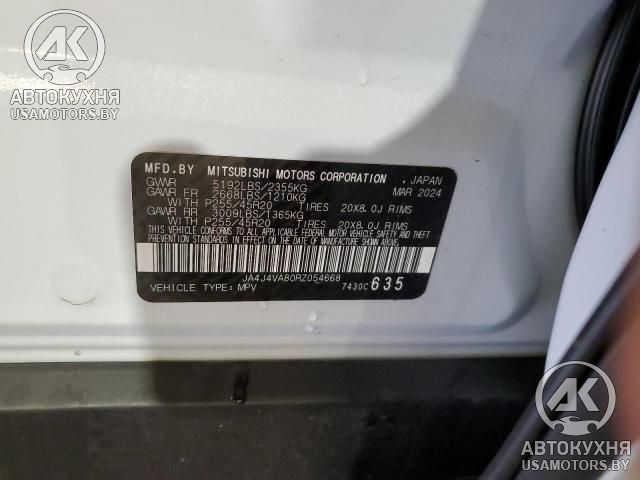 АК
АВТОКУХНЯ
USAMOTORS.BY
MFD.BY MITSUBISHI MOTORS CORPORATION . JAPAN
GVWR 5192LBS/2355KG MAR 2024
GAWR FR 2668LBS/1210KG
WITH P255/45R20 TIRES 20X8.0J RIMS
GAWR RR 3009LBS/1365KG
WITH P255/45R20 TIRES 20X8.0J RIMS
THIS VEHICLE CONFORMS TO ALL APPLICABLE FEDERAL MOTOR VEHICLE
SAFETY AND THEFT PREVENTION STANDARDS IN EFFECT ON THE DATE OF
MANUFACTURE SHOWN ABOVE.
JA4J4VA80RZ054668
VEHICLE TYPE: MPV 7430C 635
АК
АВТОКУХНЯ
USAMOTORS.BY